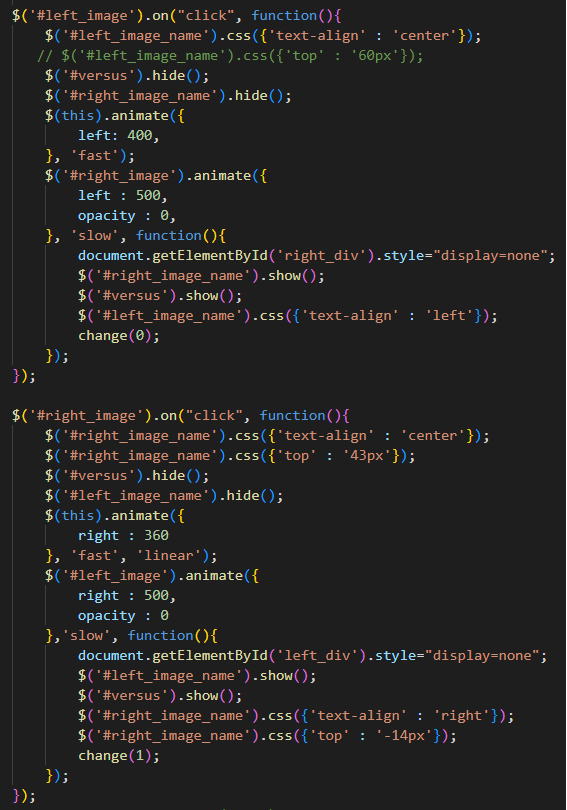 $('#left_image').on("click", function(){
    $('#left_image_name').css({'text-align' : 'center'});
   // $('#left_image_name').css({'top' : '60px'});
    $('#versus').hide();
    $('#right_image_name').hide();
    $(this).animate({
        left: 400,
    }, 'fast');
    $('#right_image').animate({
        left : 500,
        opacity : 0,
    }, 'slow', function(){
        document.getElementById('right_div').style="display=none";
        $('#right_image_name').show();
        $('#versus').show();
        $('#left_image_name').css({'text-align' : 'left'});
        change(0);
    });
});

$('#right_image').on("click", function(){
    $('#right_image_name').css({'text-align' : 'center'});
    $('#right_image_name').css({'top' : '43px'});
    $('#versus').hide();
    $('#left_image_name').hide();
    $(this).animate({
        right : 360
    }, 'fast', 'linear');
    $('#left_image').animate({
        right : 500,
        opacity : 0
    },'slow', function(){
        document.getElementById('left_div').style="display=none";
        $('#left_image_name').show();
        $('#versus').show();
        $('#right_image_name').css({'text-align' : 'right'});
        $('#right_image_name').css({'top' : '-14px'});
        change(1);
    });
});